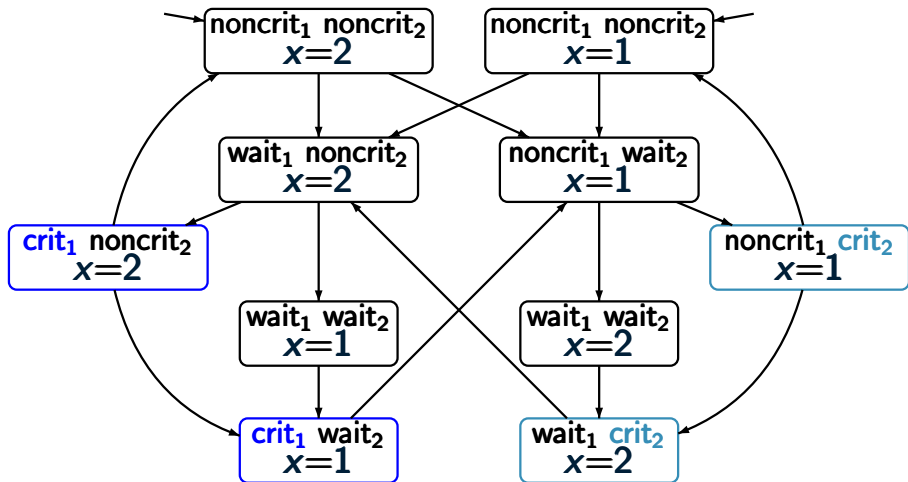 noncrit₁ noncrit₂
x=2
noncrit₁ noncrit₂
x=1
wait₁ noncrit₂
x=2
noncrit₁ wait₂
x=1
crit₁ noncrit₂
x=2
noncrit₁ crit₂
x=1
wait₁ wait₂
x=1
wait₁ wait₂
x=2
crit₁ wait₂
x=1
wait₁ crit₂
x=2